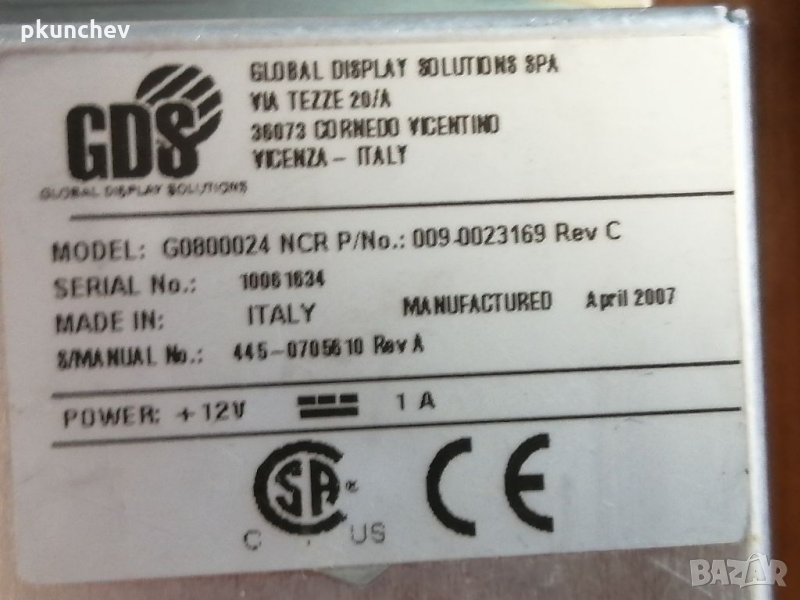 pkunchev
GDS
GLOBAL DISPLAY SOLUTIONS
GLOBAL DISPLAY SOLUTIONS SPA
VIA TEZZE 20/A
36073 CORNEDO VICENTINO
VICENZA - ITALY
MODEL: G0800024 NCR P/No.: 009-0023169 Rev C
SERIAL No.: 10061634
MADE IN: ITALY MANUFACTURED April 2007
S/MANUAL No.: 445-0705610 Rev A
POWER: +12V 1 A
CSA ®
C US
CE
BAZAR